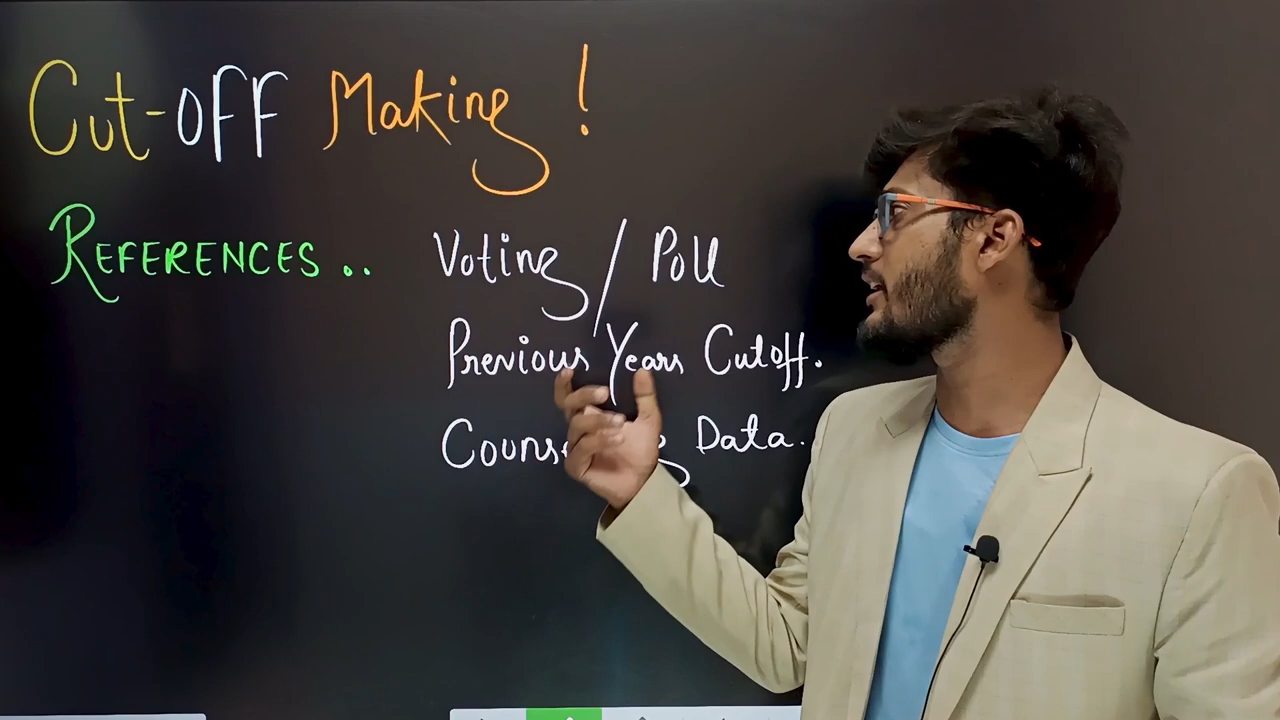 Cut-off Making!
References..
Voting / Poll
Previous Years Cutoff.
Data.